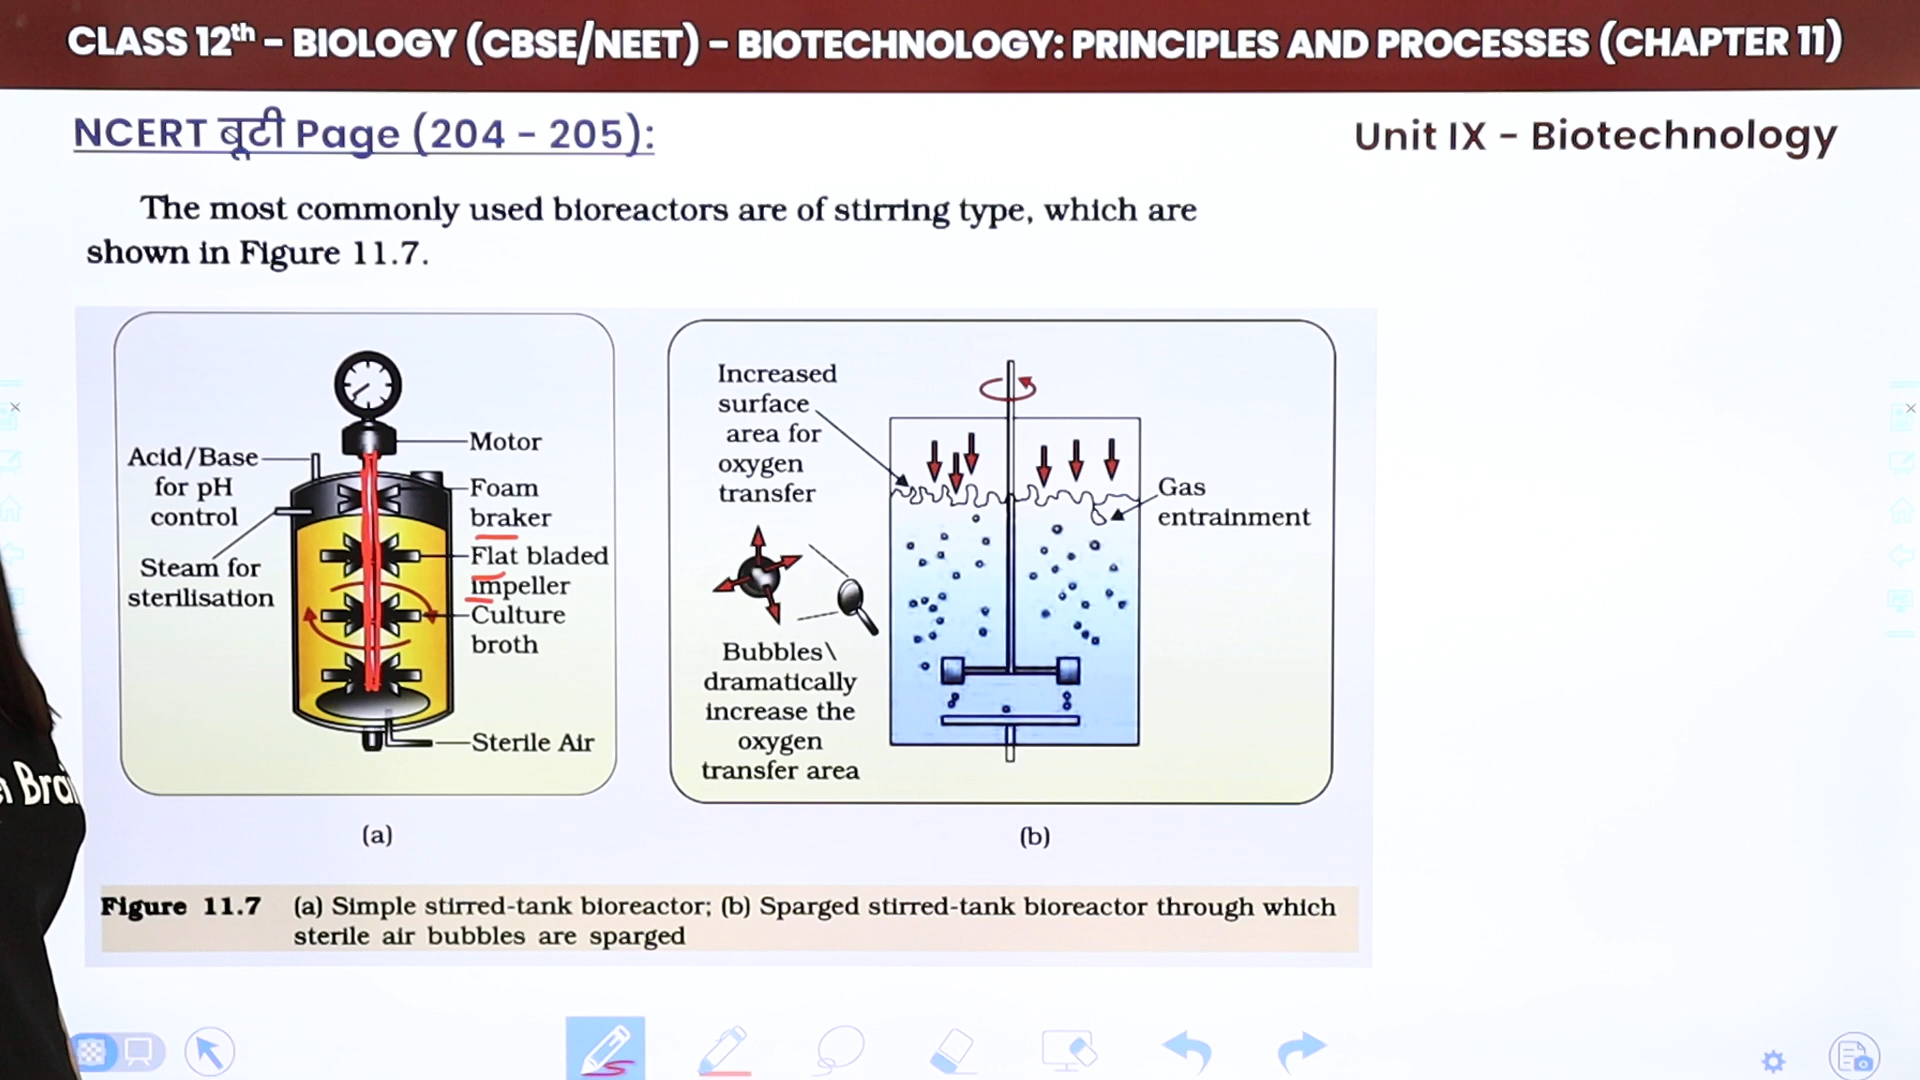 CLASS 12th – BIOLOGY (CBSE/NEET) – BIOTECHNOLOGY: PRINCIPLES AND PROCESSES (CHAPTER 11)
NCERT बूटी Page (204 - 205):
Unit IX – Biotechnology
The most commonly used bioreactors are of stirring type, which are
shown in Figure 11.7.
Acid/Base
for pH
control
Steam for
sterilisation
Motor
Foam
braker
Flat bladed
impeller
Culture
broth
Sterile Air
(a)
Increased
surface
area for
oxygen
transfer
Bubbles\
dramatically
increase the
oxygen
transfer area
Gas
entrainment
(b)
Figure 11.7 (a) Simple stirred-tank bioreactor; (b) Sparged stirred-tank bioreactor through which
sterile air bubbles are sparged